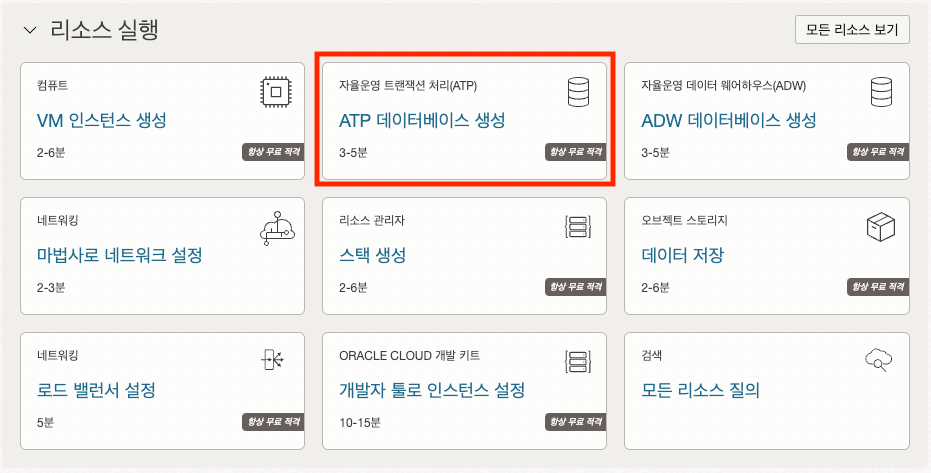 리소스 실행
모든 리소스 보기
컴퓨트
VM 인스턴스 생성
2-6분
항상 무료 적격
자율운영 트랜잭션 처리(ATP)
ATP 데이터베이스 생성
3-5분
항상 무료 적격
자율운영 데이터 웨어하우스(ADW)
ADW 데이터베이스 생성
3-5분
항상 무료 적격
네트워킹
마법사로 네트워크 설정
2-3분
리소스 관리자
스택 생성
2-6분
항상 무료 적격
오브젝트 스토리지
데이터 저장
2-6분
항상 무료 적격
네트워킹
로드 밸런서 설정
5분
항상 무료 적격
ORACLE CLOUD 개발 키트
개발자 툴로 인스턴스 설정
10-15분
항상 무료 적격
검색
모든 리소스 질의